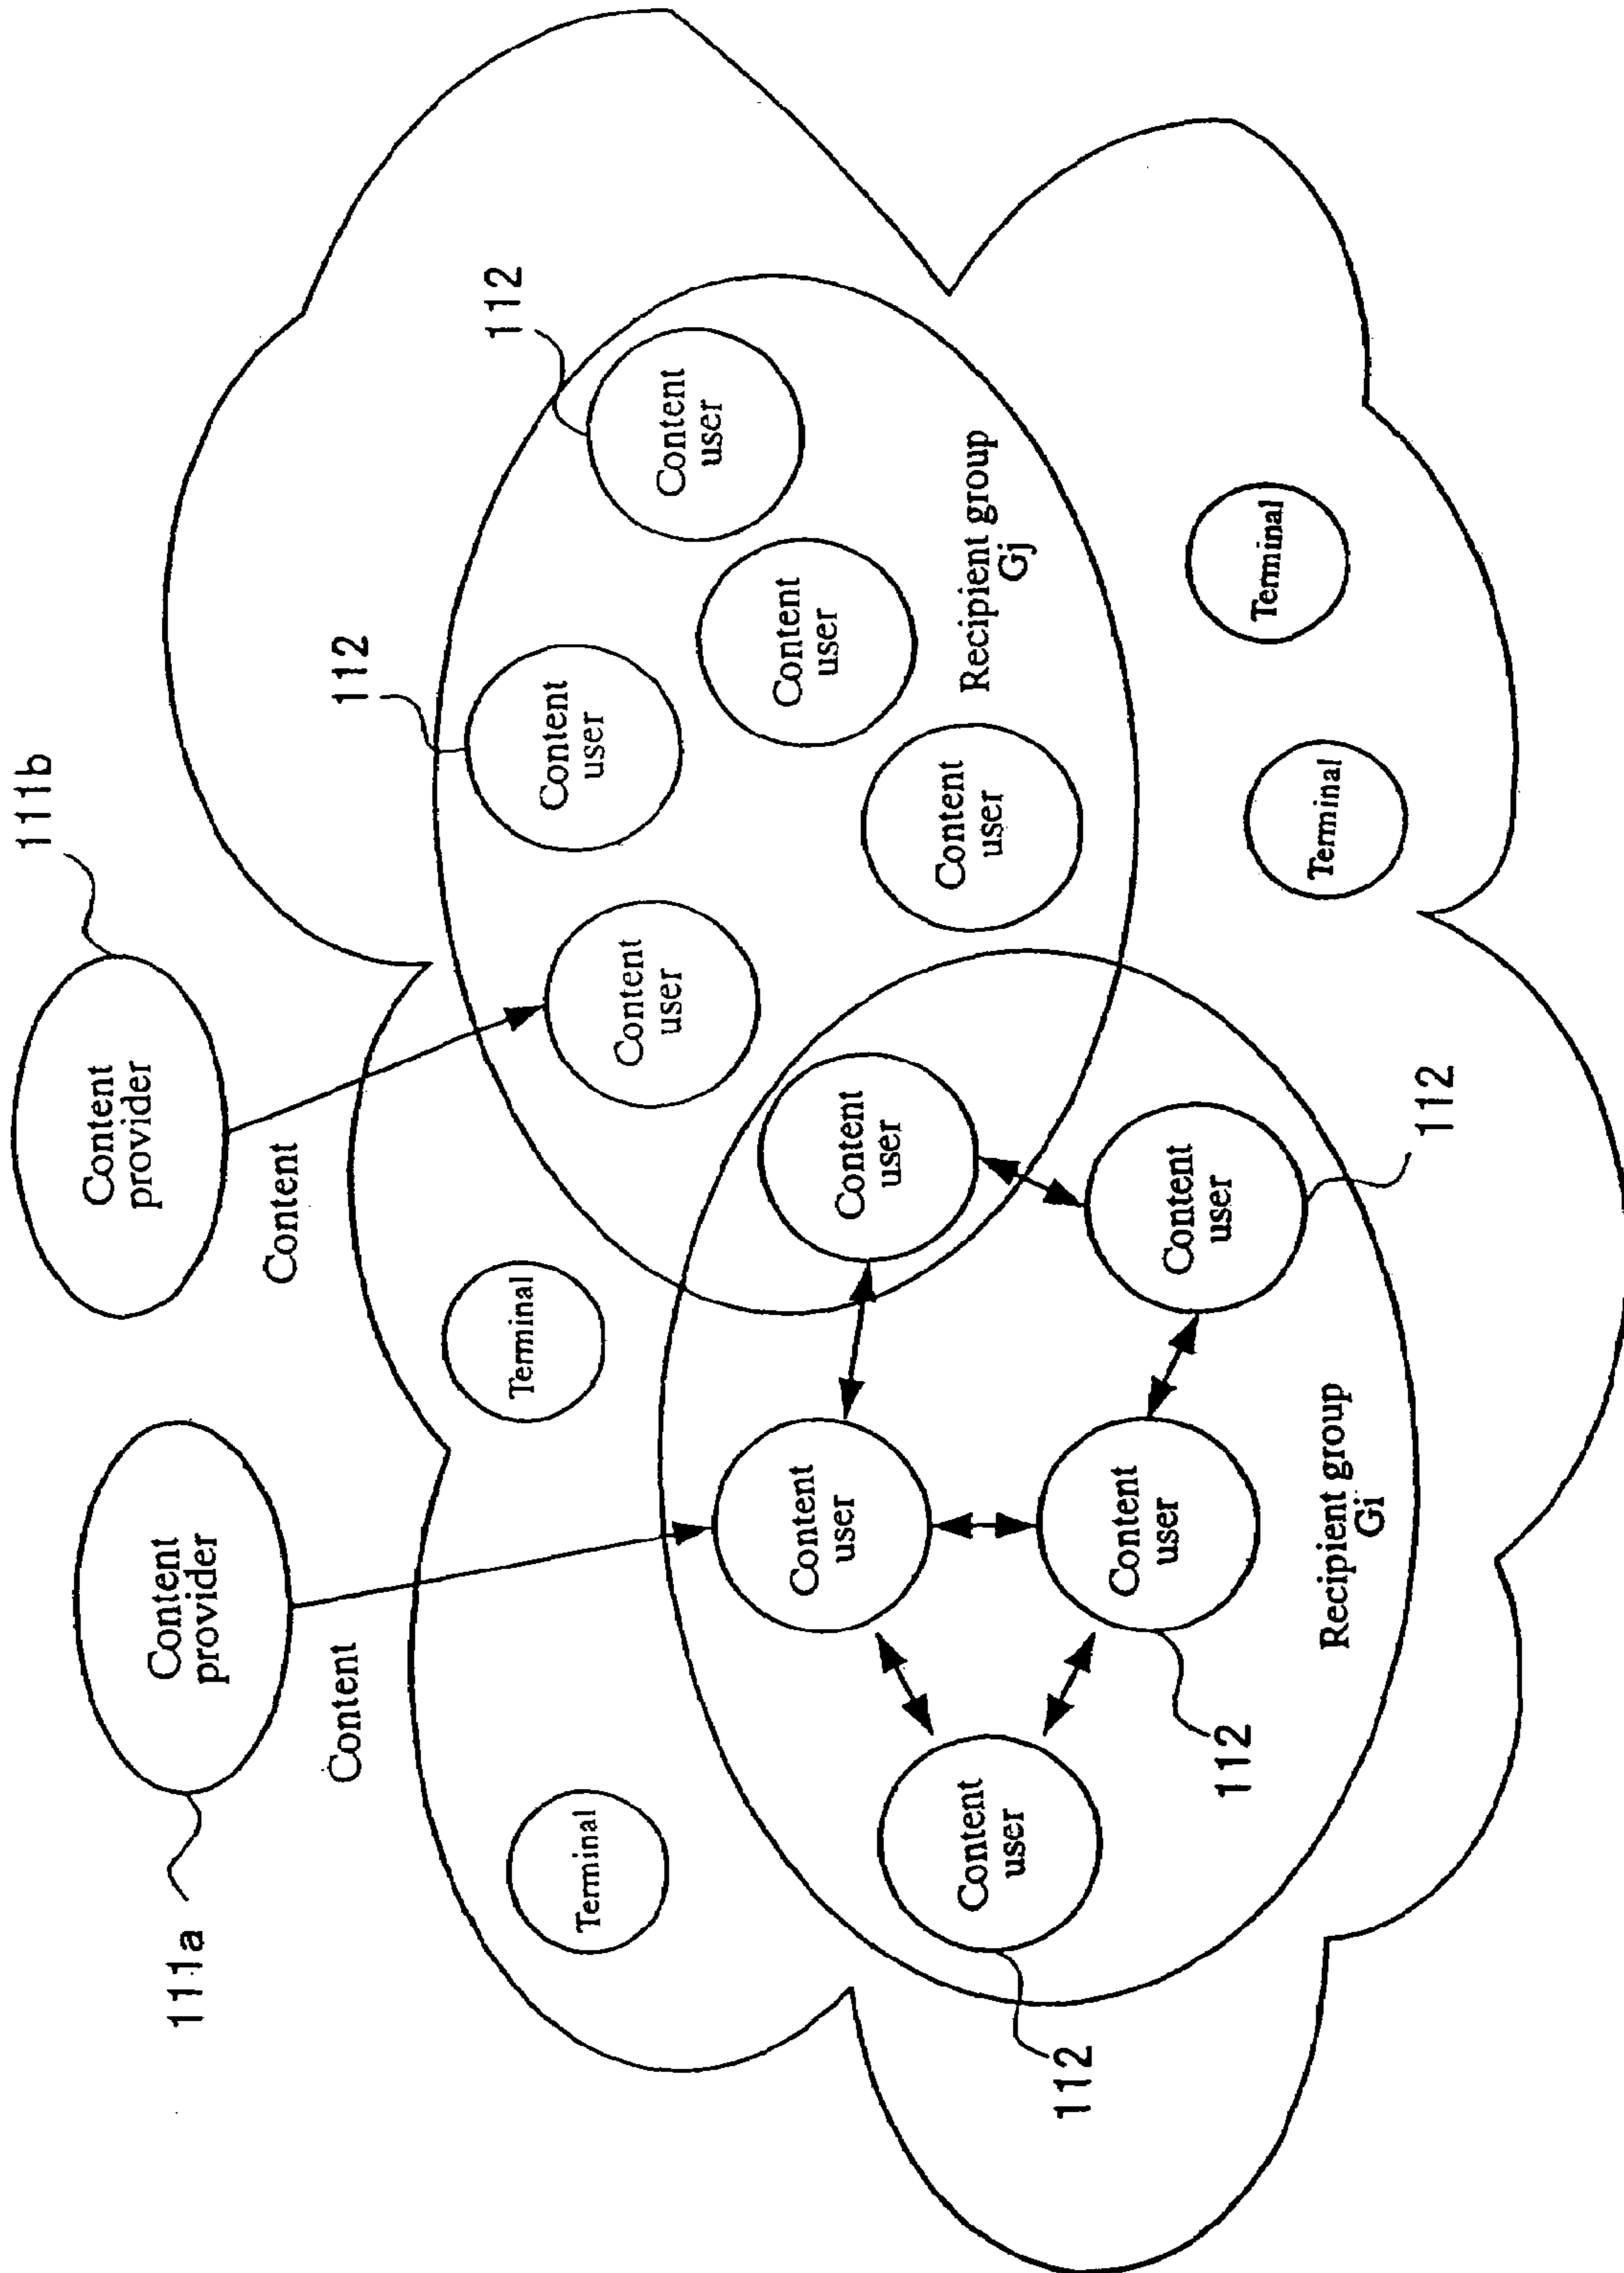 111b
Content
provider
Content
provider
111a
Content
Content
112
112
Terminal
Content
user
Terminal
Content
user
Content
user
Content
user
Content
user
Content
user
Content
user
Recipient group
Gj
Content
user
112
Content
user
Content
user
112
Terminal
Terminal
Recipient group
Gi
112